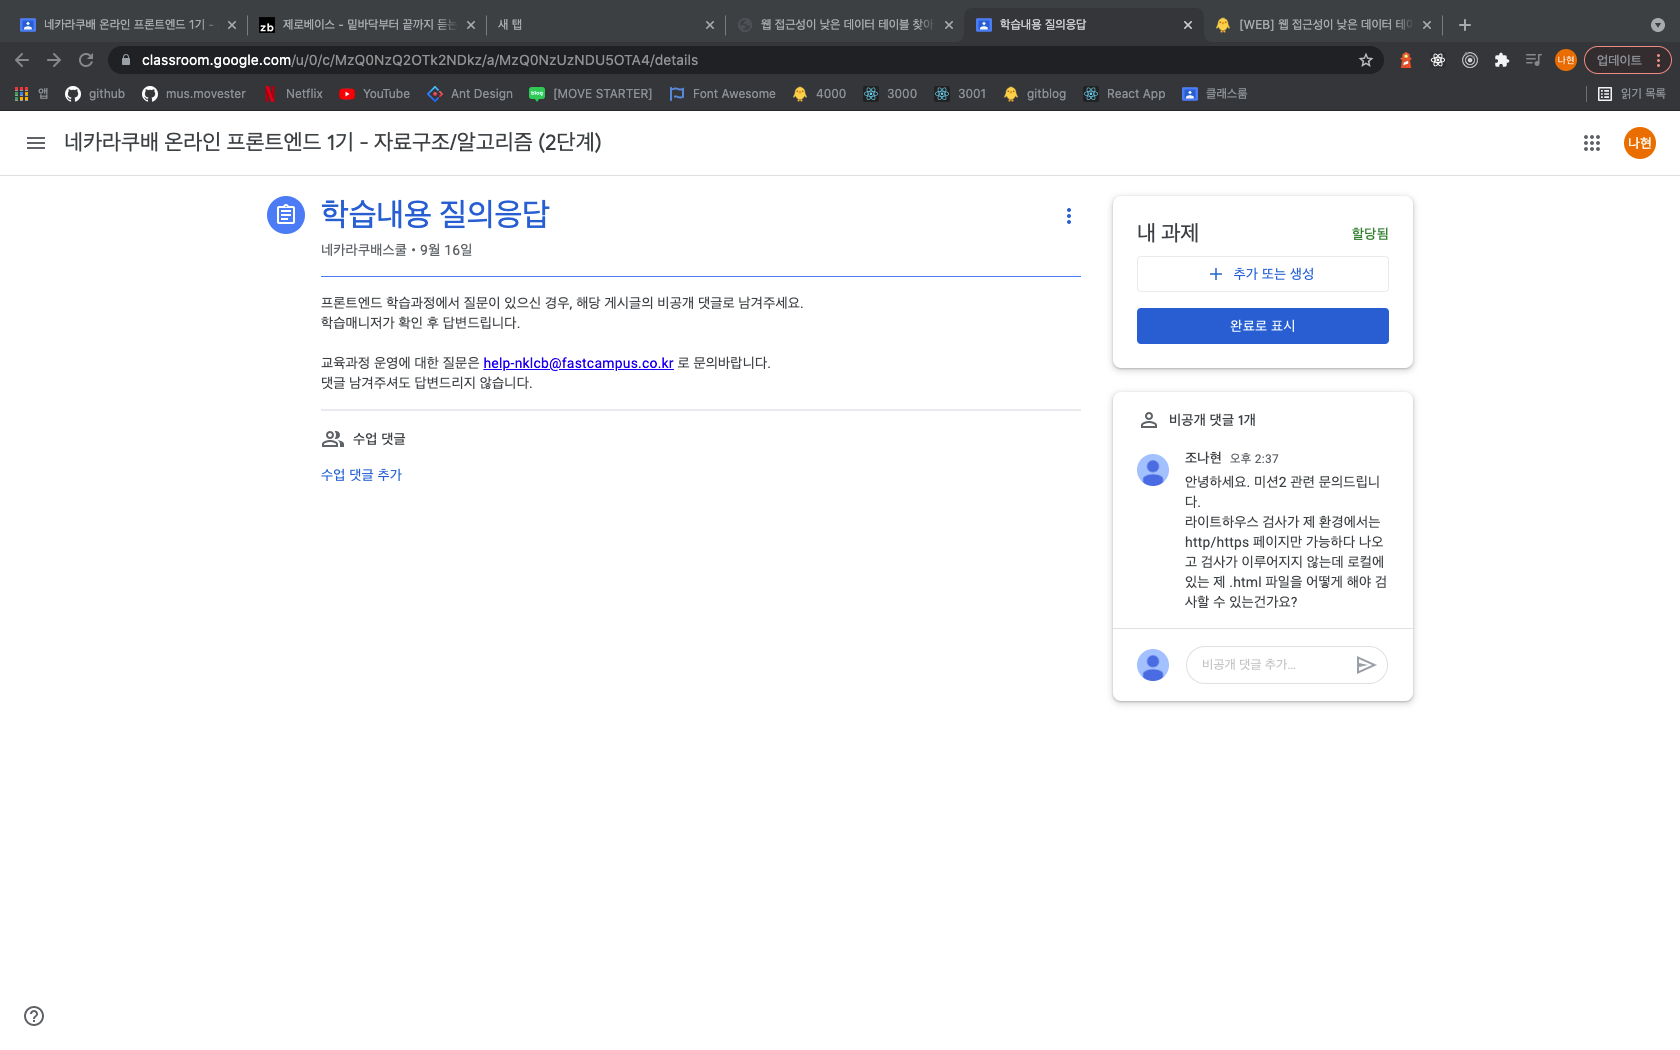 네카라쿠배 온라인 프론트엔드 1기 -
zb 제로베이스 - 밑바닥부터 끝까지 듣는
새 탭
웹 접근성이 낮은 데이터 테이블 찾아
학습내용 질의응답
[WEB] 웹 접근성이 낮은 데이터 테이
classroom.google.com/u/0/c/MzQ0NzQ2OTk2NDkz/a/MzQ0NzUzNDU5OTA4/details
나현
업데이트
앱
github
mus.movester
Netflix
YouTube
Ant Design
blog [MOVE STARTER]
Font Awesome
4000
3000
3001
gitblog
React App
클래스룸
읽기 목록
네카라쿠배 온라인 프론트엔드 1기 - 자료구조/알고리즘 (2단계)
나현
학습내용 질의응답
네카라쿠배스쿨 • 9월 16일
프론트엔드 학습과정에서 질문이 있으신 경우, 해당 게시글의 비공개 댓글로 남겨주세요.
학습매니저가 확인 후 답변드립니다.
교육과정 운영에 대한 질문은 help-nklcb@fastcampus.co.kr 로 문의바랍니다.
댓글 남겨주셔도 답변드리지 않습니다.
수업 댓글
수업 댓글 추가
내 과제
할당됨
추가 또는 생성
완료로 표시
비공개 댓글 1개
조나현 오후 2:37
안녕하세요. 미션2 관련 문의드립니
다.
라이트하우스 검사가 제 환경에서는
http/https 페이지만 가능하다 나오
고 검사가 이루어지지 않는데 로컬에
있는 제 .html 파일을 어떻게 해야 검
사할 수 있는건가요?
비공개 댓글 추가...